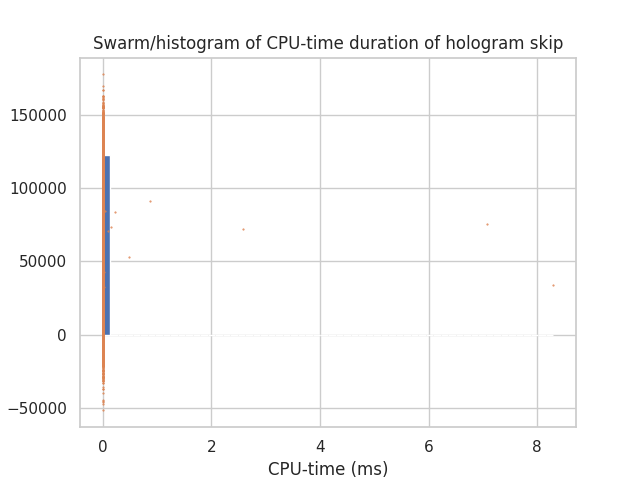 Swarm/histogram of CPU-time duration of hologram skip
150000
100000
50000
0
−50000
0 2 4 6 8
CPU-time (ms)